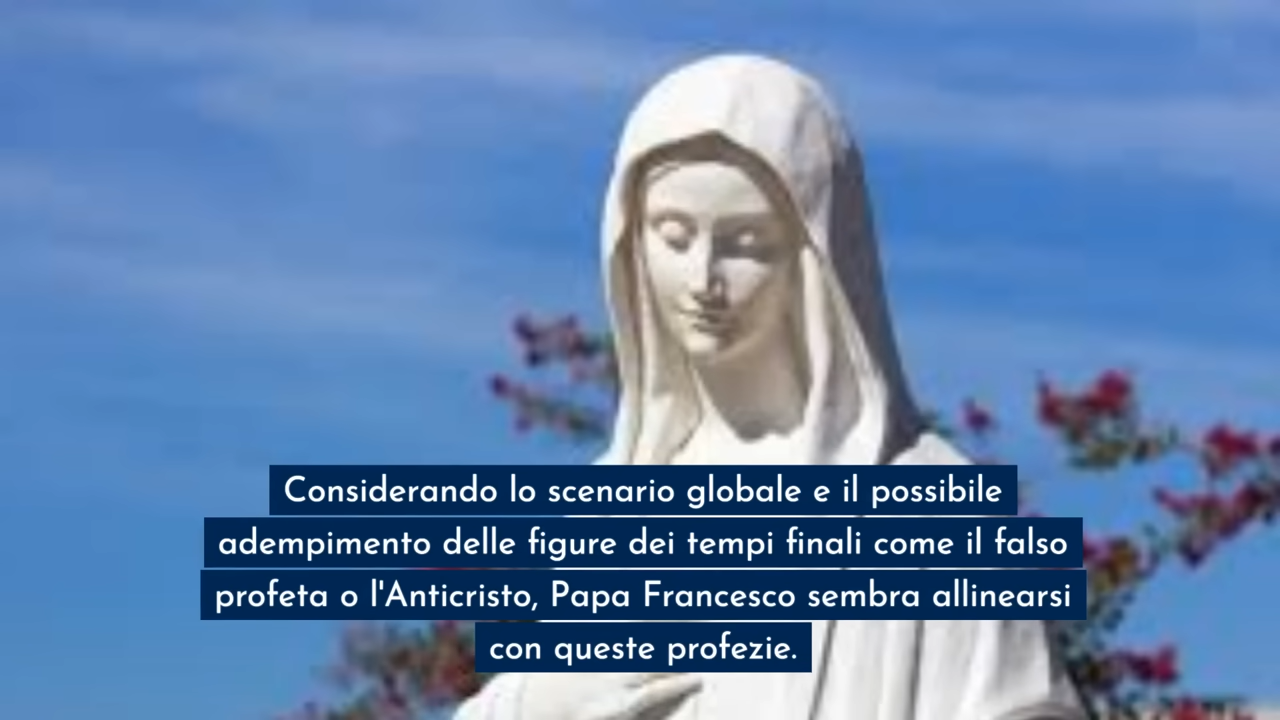 Considerando lo scenario globale e il possibile
adempimento delle figure dei tempi finali come il falso
profeta o l'Anticristo, Papa Francesco sembra allinearsi
con queste profezie.